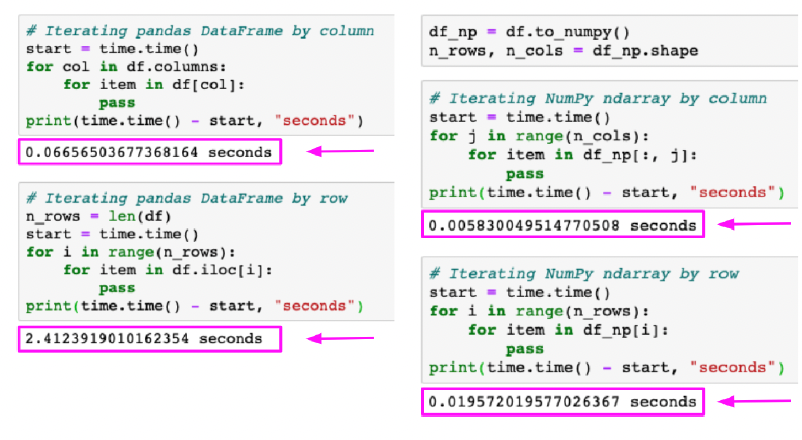 # Iterating pandas DataFrame by column
start = time.time()
for col in df.columns:
    for item in df[col]:
        pass
print(time.time() - start, "seconds")
0.06656503677368164 seconds
# Iterating pandas DataFrame by row
n_rows = len(df)
start = time.time()
for i in range(n_rows):
    for item in df.iloc[i]:
        pass
print(time.time() - start, "seconds")
2.4123919010162354 seconds
df_np = df.to_numpy()
n_rows, n_cols = df_np.shape
# Iterating NumPy ndarray by column
start = time.time()
for j in range(n_cols):
    for item in df_np[:, j]:
        pass
print(time.time() - start, "seconds")
0.005830049514770508 seconds
# Iterating NumPy ndarray by row
start = time.time()
for i in range(n_rows):
    for item in df_np[i]:
        pass
print(time.time() - start, "seconds")
0.019572019577026367 seconds